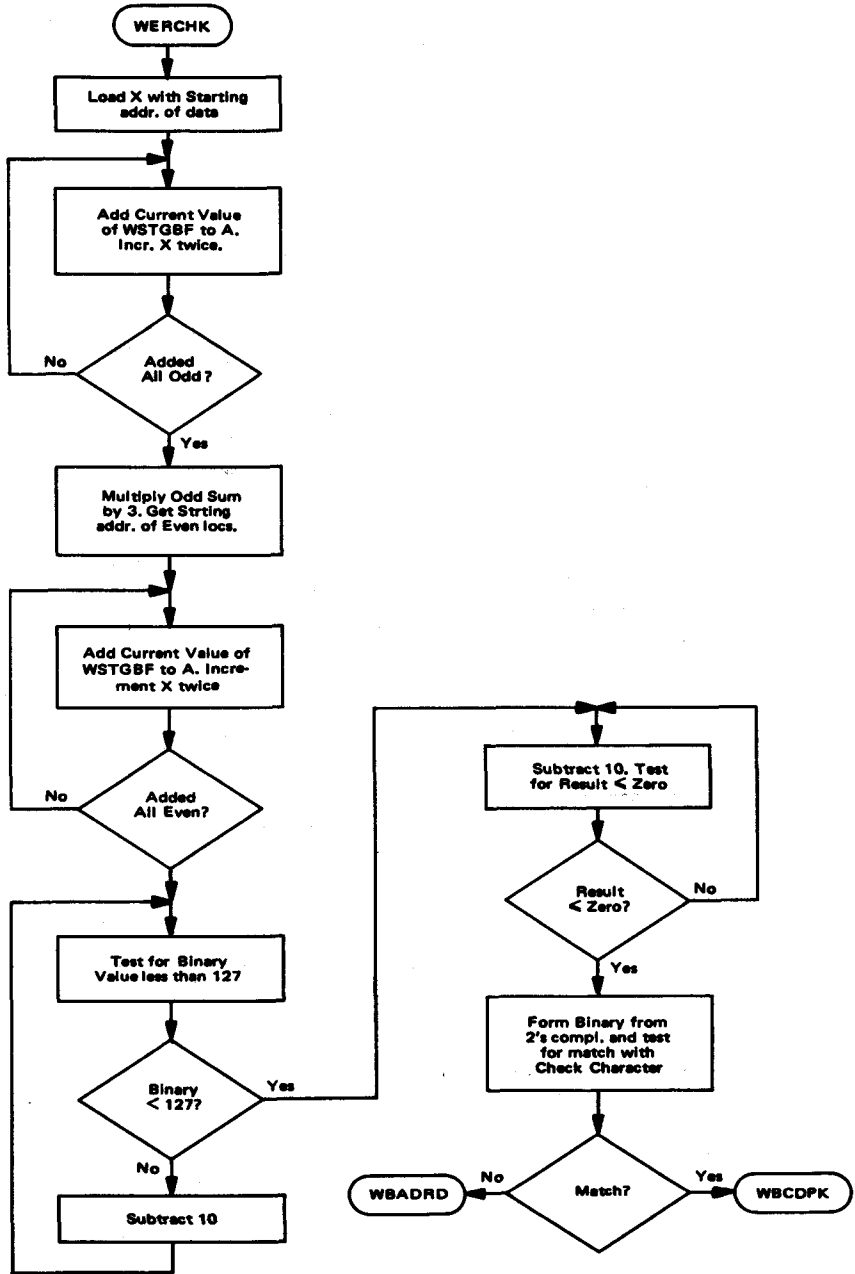 WERCHK
Load X with Starting
addr. of data
Add Current Value
of WSTGBF to A.
Incr. X twice.
No
Added
All Odd?
Yes
Multiply Odd Sum
by 3. Get Strting
addr. of Even locs.
Add Current Value of
WSTGBF to A. Incre-
ment X twice
No
Added
All Even?
Test for Binary
Value less than 127
Binary
< 127?
Yes
No
Subtract 10
Subtract 10. Test
for Result ≤ Zero
Result
≤ Zero?
No
Yes
Form Binary from
2's compl. and test
for match with
Check Character
Match?
No
WBADRD
Yes
WBCDPK